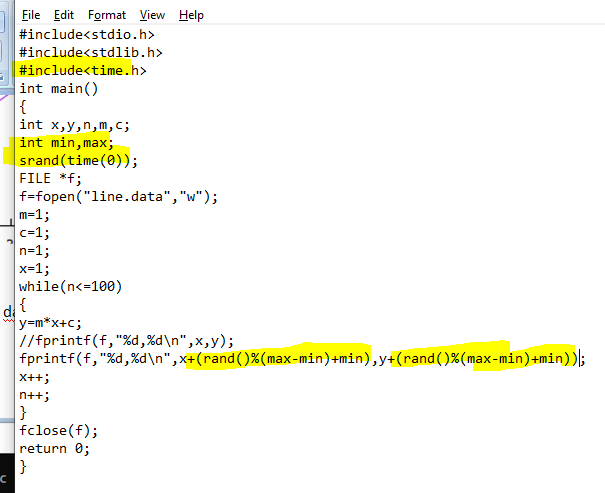 File Edit Format View Help
#include<stdio.h>
#include<stdlib.h>
#include<time.h>
int main()
{
int x,y,n,m,c;
int min,max;
srand(time(0));
FILE *f;
f=fopen("line.data","w");
m=1;
c=1;
n=1;
x=1;
while(n<=100)
{
y=m*x+c;
//fprintf(f,"%d,%d\n",x,y);
fprintf(f,"%d,%d\n",x+(rand()%(max-min)+min),y+(rand()%(max-min)+min));
x++;
n++;
}
fclose(f);
return 0;
}
da
c